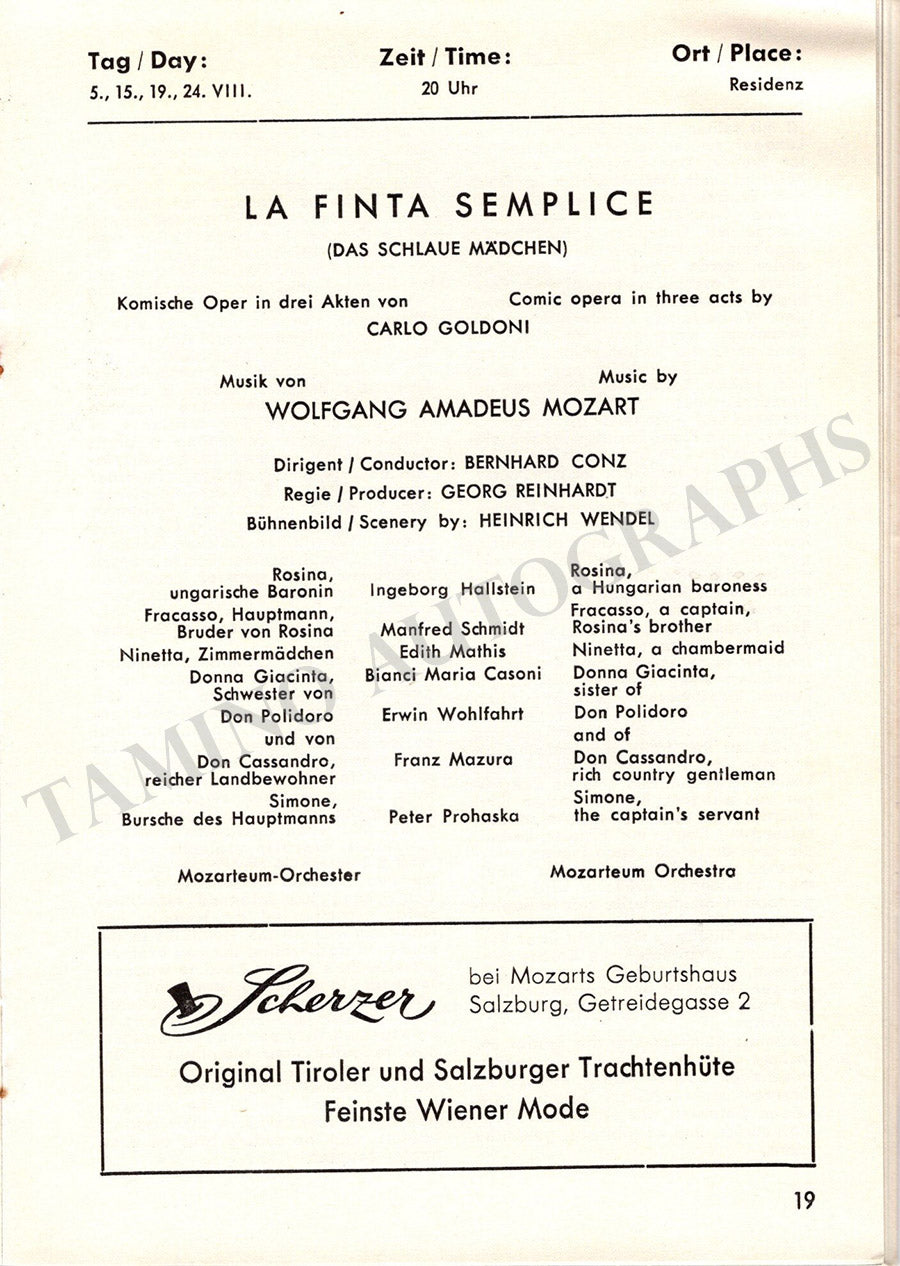 Tag / Day: Zeit / Time: Ort / Place:
5., 15., 19., 24. VIII. 20 Uhr Residenz
LA FINTA SEMPLICE
(DAS SCHLAUE MÄDCHEN)
Komische Oper in drei Akten von Comic opera in three acts by
CARLO GOLDONI
Musik von Music by
WOLFGANG AMADEUS MOZART
Dirigent / Conductor: BERNHARD CONZ
Regie / Producer: GEORG REINHARDT
Bühnenbild / Scenery by: HEINRICH WENDEL
Rosina, Rosina,
ungarische Baronin Ingeborg Hallstein a Hungarian baroness
Fracasso, Hauptmann, Fracasso, a captain,
Bruder von Rosina Manfred Schmidt Rosina's brother
Ninetta, Zimmermädchen Edith Mathis Ninetta, a chambermaid
Donna Giacinta, Bianci Maria Casoni Donna Giacinta,
Schwester von sister of
Don Polidoro Erwin Wohlfahrt Don Polidoro
und von and of
Don Cassandro, Franz Mazura Don Cassandro,
reicher Landbewohner rich country gentleman
Simone, Simone,
Bursche des Hauptmanns Peter Prohaska the captain's servant
Mozarteum-Orchester Mozarteum Orchestra
TAMINO AUTOGRAPHS
Scherzer bei Mozarts Geburtshaus
Salzburg, Getreidegasse 2
Original Tiroler und Salzburger Trachtenhüte
Feinste Wiener Mode
19